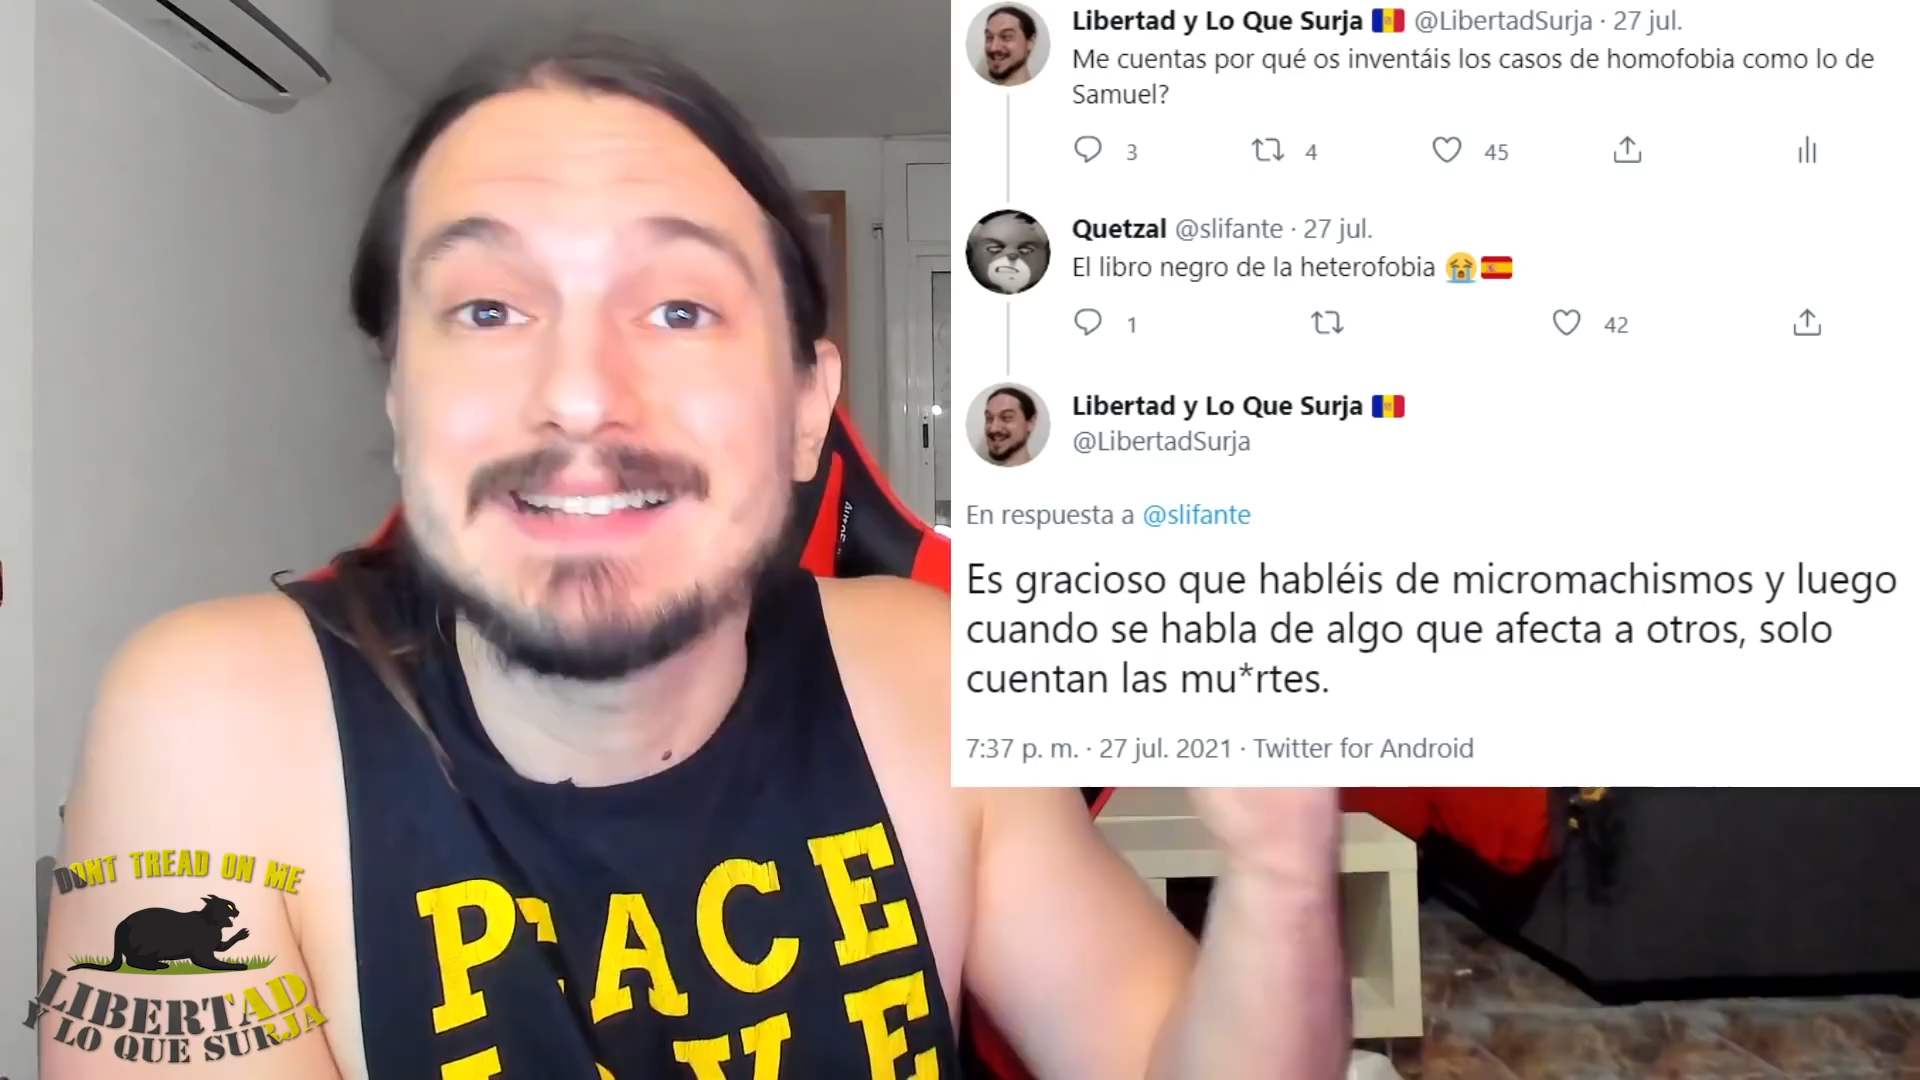 Libertad y Lo Que Surja @LibertadSurja · 27 jul.
Me cuentas por qué os inventáis los casos de homofobia como lo de
Samuel?
3 4 45
Quetzal @slifante · 27 jul.
El libro negro de la heterofobia
1 42
Libertad y Lo Que Surja
@LibertadSurja
En respuesta a @slifante
Es gracioso que habléis de micromachismos y luego
cuando se habla de algo que afecta a otros, solo
cuentan las mu*rtes.
7:37 p. m. · 27 jul. 2021 · Twitter for Android
PEACE
DONT TREAD ON ME
LIBERTAD
Y LO QUE SURJA